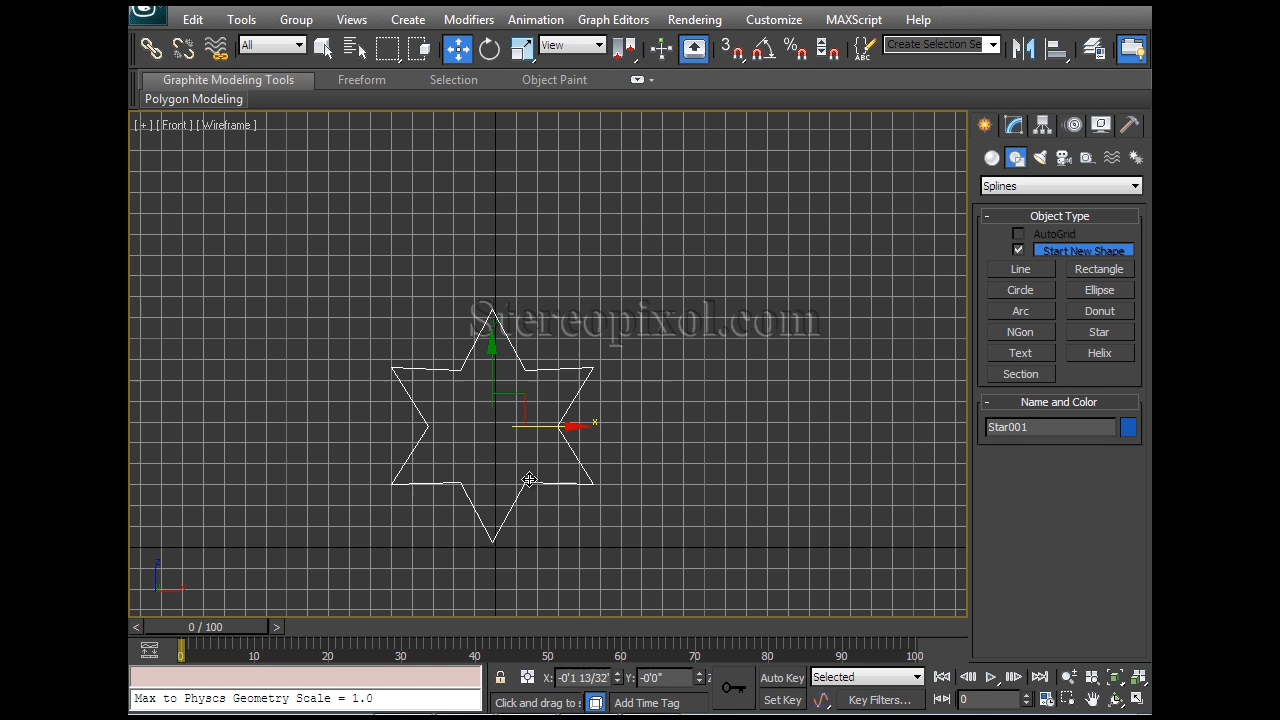 Edit Tools Group Views Create Modifiers Animation Graph Editors Rendering Customize MAXScript Help
All View 3 % ABC Create Selection Se
Graphite Modeling Tools Freeform Selection Object Paint
Polygon Modeling
[ + ] [ Front ] [ Wireframe ]
Stereopixol.com
x
z
Splines
- Object Type
AutoGrid
Start New Shape
Line Rectangle
Circle Ellipse
Arc Donut
NGon Star
Text Helix
Section
- Name and Color
Star001
< 0 / 100 >
0 10 20 30 40 50 60 70 80 90 100
X: -0'1 13/32" Y: -0'0" Z
Auto Key Selected
Max to Physcs Geometry Scale = 1.0
Click and drag to s Add Time Tag
Set Key Key Filters... 0